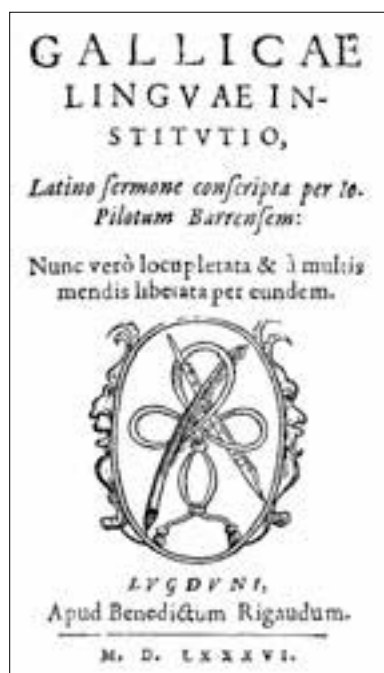 GALLICAE
LINGVAE IN-
STITVTIO,
Latino ſermone conſcripta per Io.
Pilotum Barrenſem:
Nunc verò locupletata & à multis
mendis liberata per eundem.
LVGDVNI,
Apud Benedictum Rigaudum.
M. D. LXXXVI.